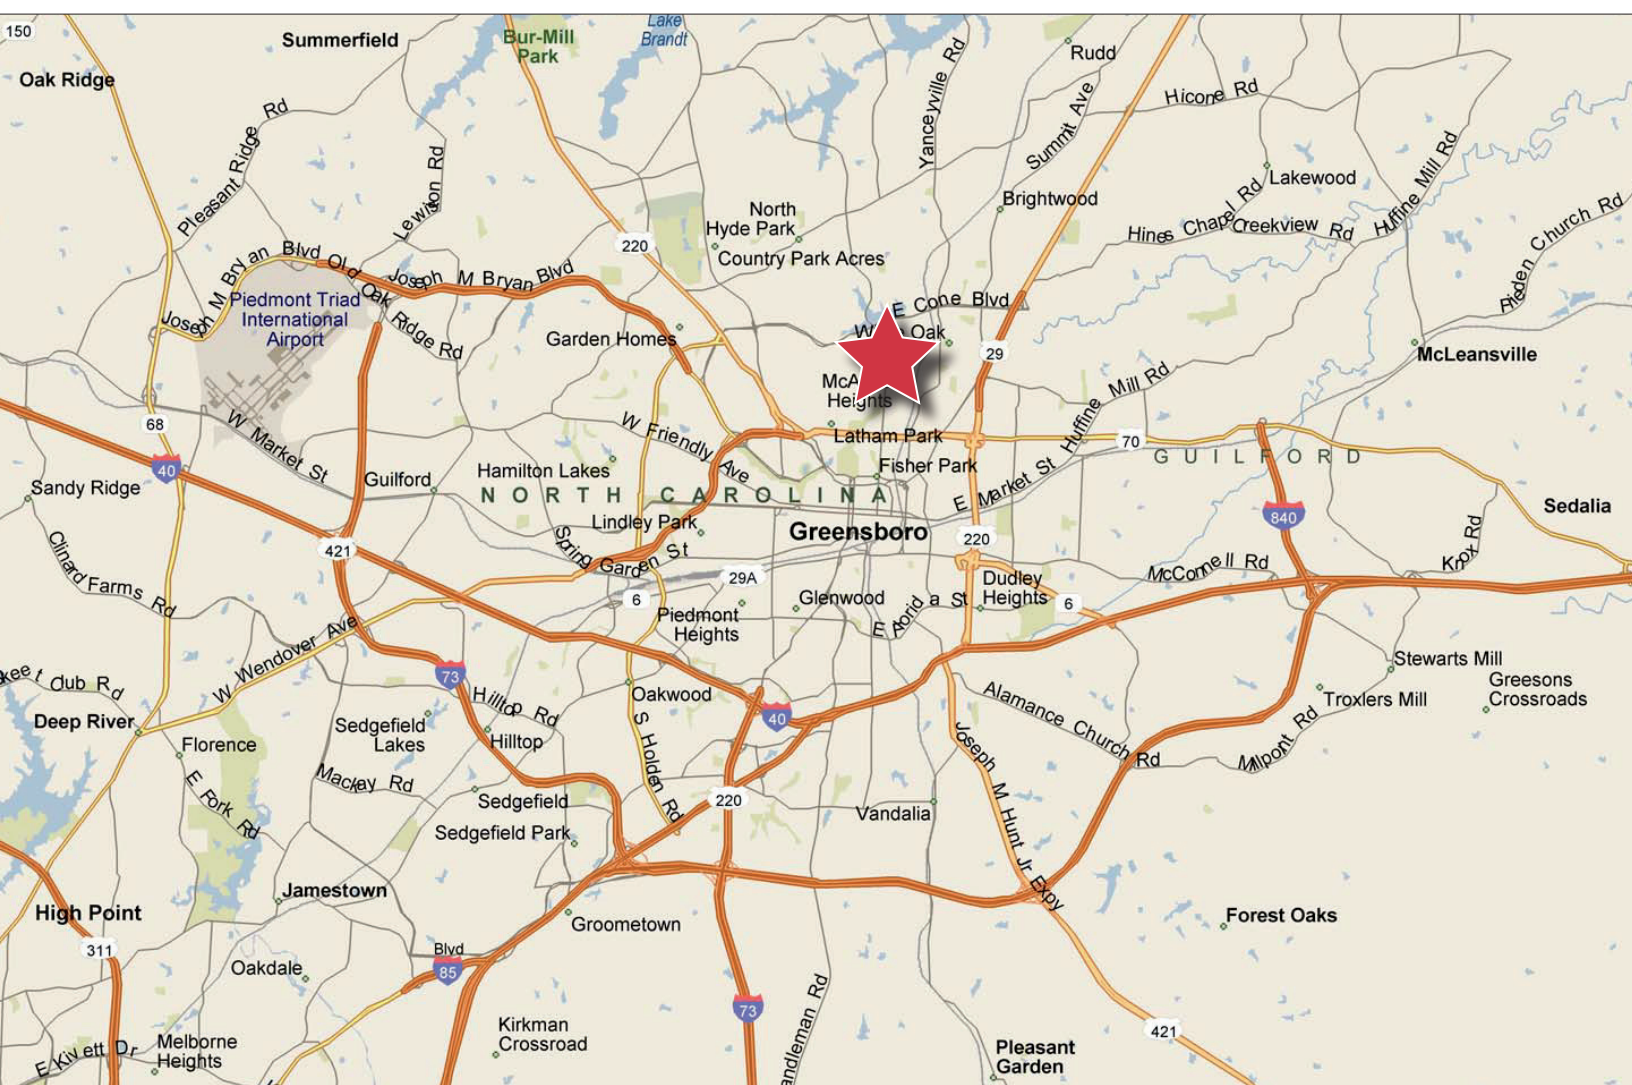 150
Summerfield
Bur-Mill
Park
Lake
Brandt
Oak Ridge
Rudd
Yanceyville Rd
Summit Ave
Hicone Rd
Pleasant Ridge Rd
Lewiston Rd
Lakewood
Brightwood
Huffine Mill Rd
Hines Chapel Rd
Creekview Rd
Church Rd
North
Hyde Park
220
Country Park Acres
Joseph M Bryan Blvd
Old Oak Ridge Rd
Joseph M Bryan Blvd
Piedmont Triad
International
Airport
E Cone Blvd
Oak
Garden Homes
29
McLeansville
Heights
Huffine Mill Rd
68
W Market St
W Friendly Ave
Latham Park
70
GUILFORD
40
Sandy Ridge
Guilford
Hamilton Lakes
Fisher Park
NORTH CAROLINA
E Market St
840
Sedalia
Lindley Park
Greensboro
220
421
Spring Garden St
29A
Knox Rd
McConnell Rd
Clinard Farms Rd
6
Glenwood
Dudley
Heights
6
Piedmont
Heights
E Florida St
W Wendover Ave
Stewarts Mill
Greesons
Crossroads
Troxlers Mill
73
Hilltop Rd
Oakwood
40
Alamance Church Rd
Club Rd
Deep River
Sedgefield
Lakes
Hilltop
Florence
S Holden Rd
Joseph M Hunt Jr Expy
Millpoint Rd
Mackay Rd
E Fork Rd
Sedgefield
220
Vandalia
Sedgefield Park
Jamestown
High Point
Groometown
Forest Oaks
311
Blvd
85
Oakdale
73
421
Kirkman
Crossroad
Melborne
Heights
E Kivett Dr
Pleasant
Garden